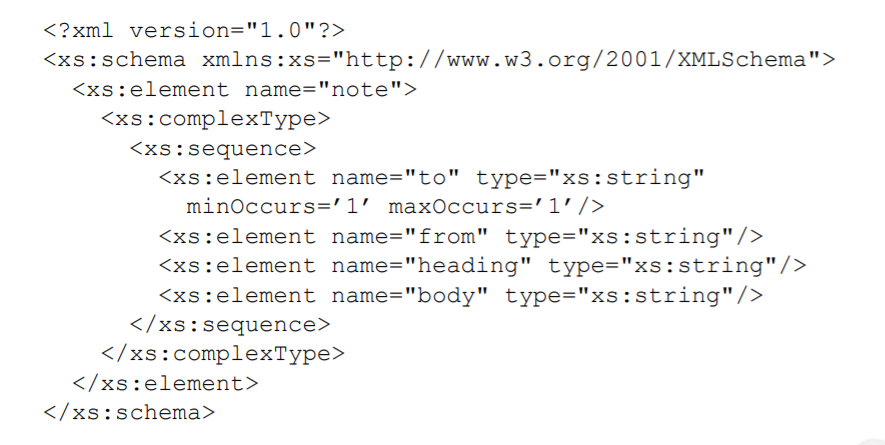 <?xml version="1.0"?>
<xs:schema xmlns:xs="http://www.w3.org/2001/XMLSchema">
<xs:element name="note">
<xs:complexType>
<xs:sequence>
<xs:element name="to" type="xs:string"
minOccurs=’1’ maxOccurs=’1’/>
<xs:element name="from" type="xs:string"/>
<xs:element name="heading" type="xs:string"/>
<xs:element name="body" type="xs:string"/>
</xs:sequence>
</xs:complexType>
</xs:element>
</xs:schema>